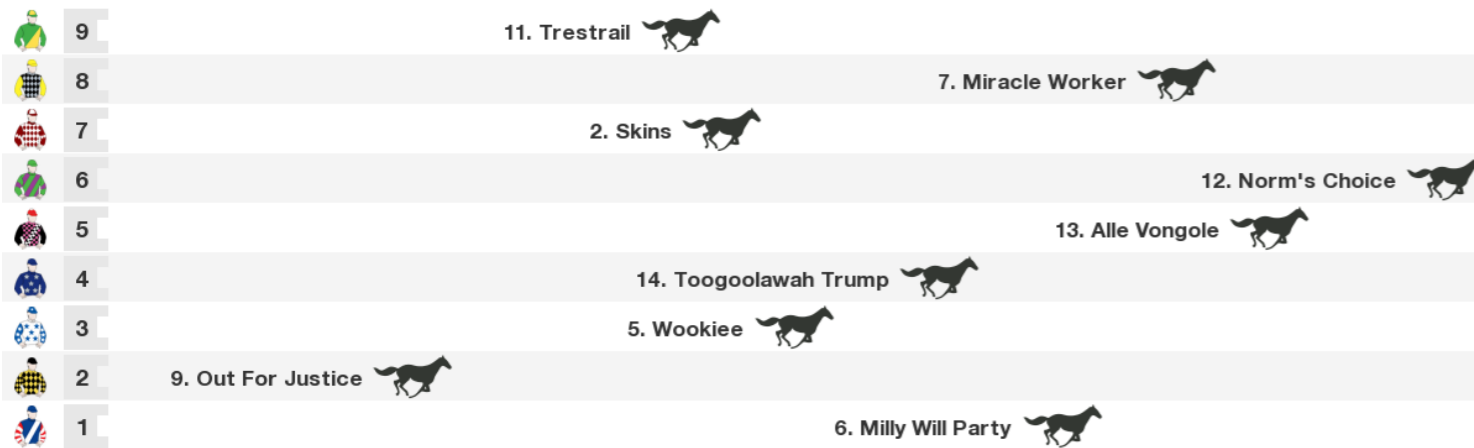 9 11. Trestrail
8 7. Miracle Worker
7 2. Skins
6 12. Norm's Choice
5 13. Alle Vongole
4 14. Toogoolawah Trump
3 5. Wookiee
2 9. Out For Justice
1 6. Milly Will Party